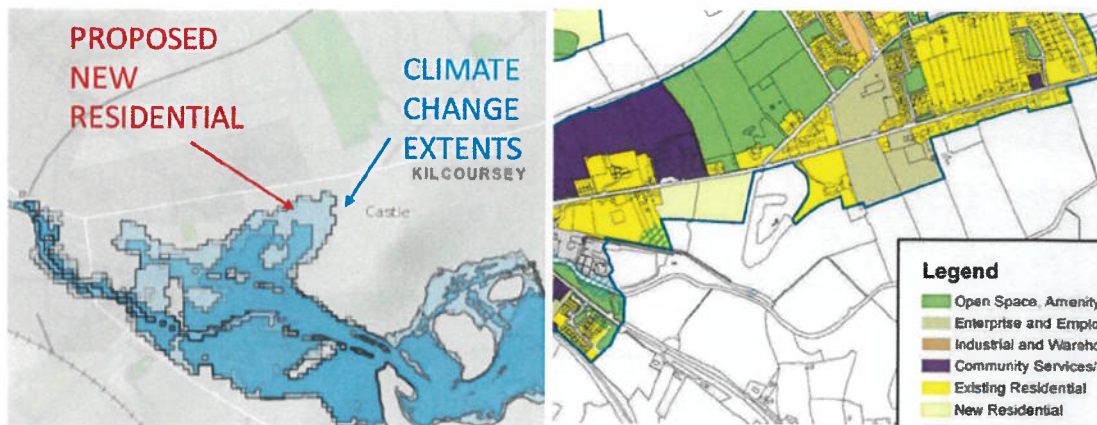 PROPOSED
NEW
RESIDENTIAL
CLIMATE
CHANGE
EXTENTS
KILCOURSEY
Castle
Legend
Open Space, Amenity
Enterprise and Emplo
Industrial and Wareho
Community Services/
Existing Residential
New Residential